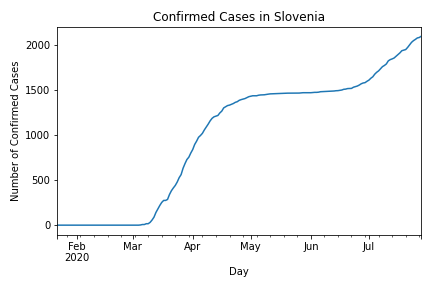 Confirmed Cases in Slovenia
Number of Confirmed Cases
2000
1500
1000
500
0
Feb Mar Apr May Jun Jul
2020
Day